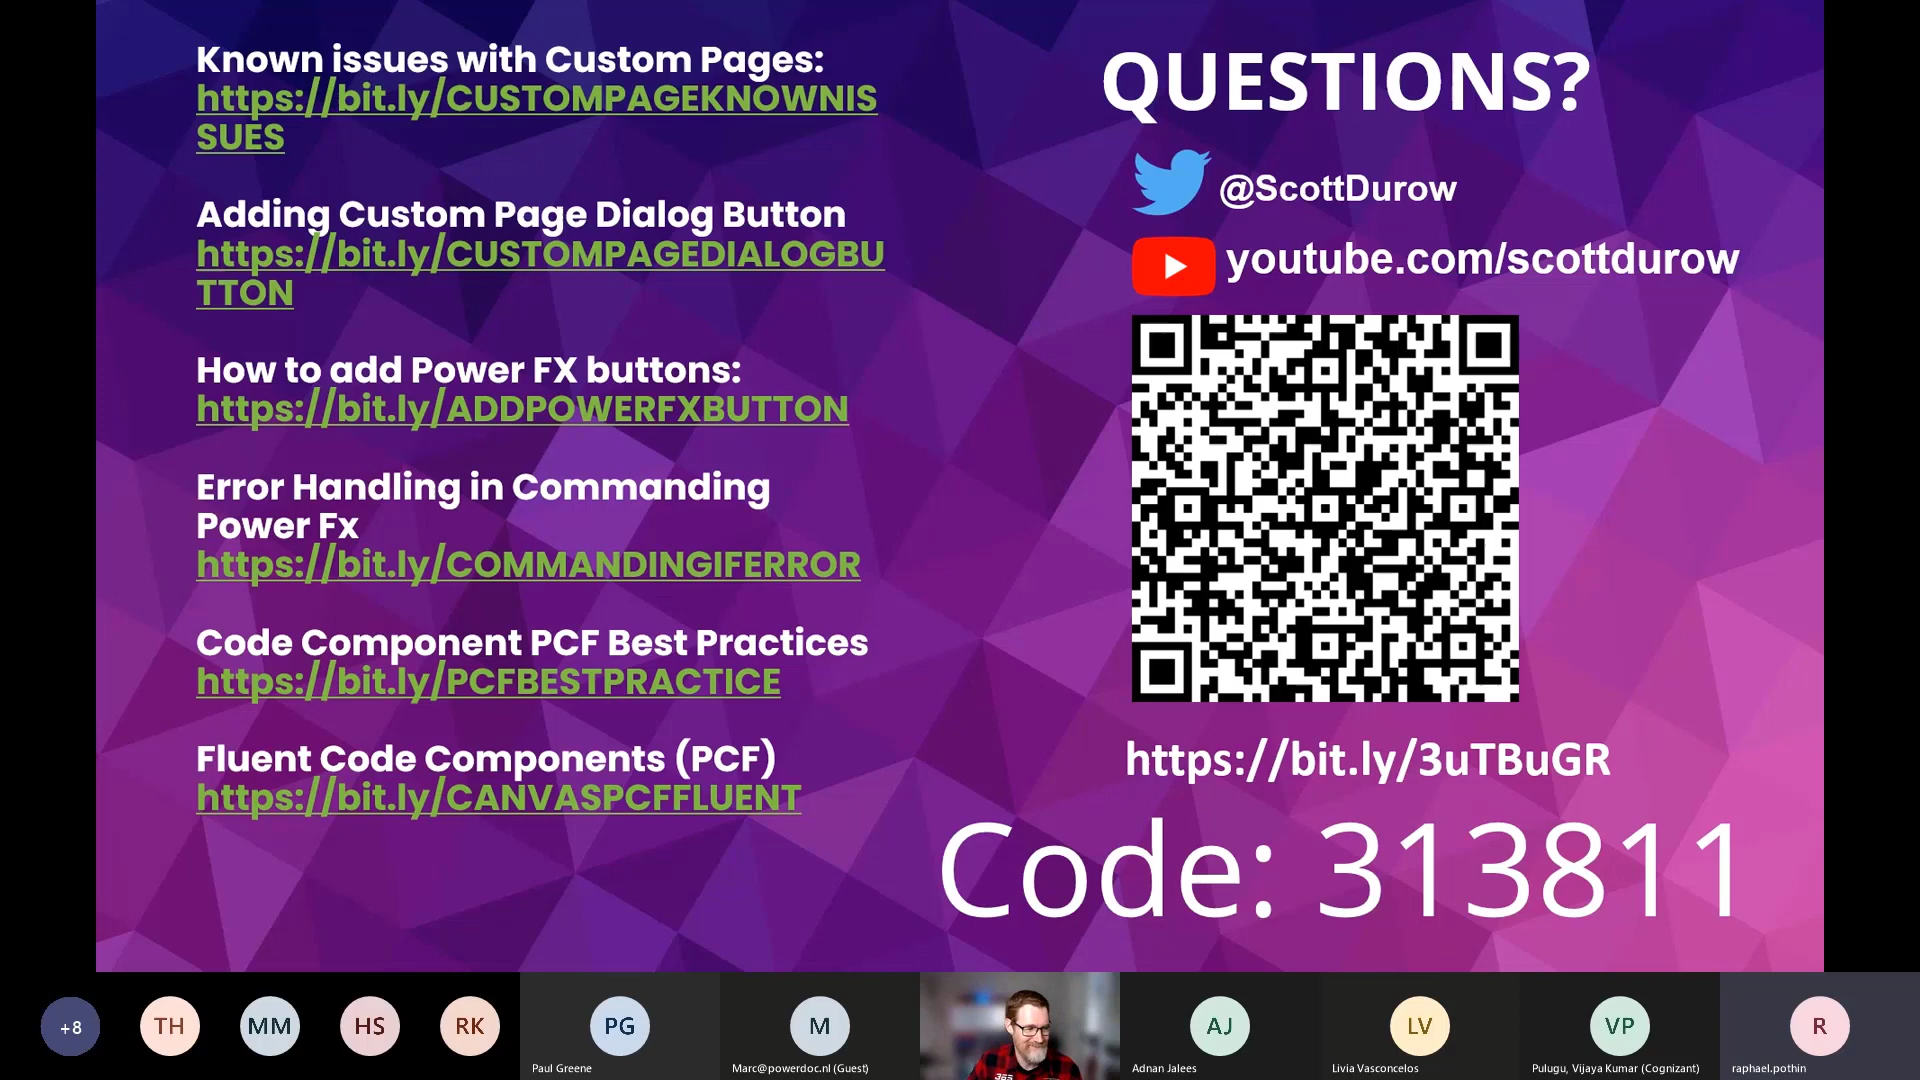 Known issues with Custom Pages:
https://bit.ly/CUSTOMPAGEKNOWNIS
SUES
Adding Custom Page Dialog Button
https://bit.ly/CUSTOMPAGEDIALOGBU
TTON
How to add Power FX buttons:
https://bit.ly/ADDPOWERFXBUTTON
Error Handling in Commanding
Power Fx
https://bit.ly/COMMANDINGIFERROR
Code Component PCF Best Practices
https://bit.ly/PCFBESTPRACTICE
Fluent Code Components (PCF)
https://bit.ly/CANVASPCFFLUENT
QUESTIONS?
@ScottDurow
youtube.com/scottdurow
https://bit.ly/3uTBuGR
Code: 313811
+8
TH
MM
HS
RK
PG
Paul Greene
M
Marc@powerdoc.nl (Guest)
365
AJ
Adnan Jalees
LV
Livia Vasconcelos
VP
Pulugu, Vijaya Kumar (Cognizant)
R
raphael.pothin